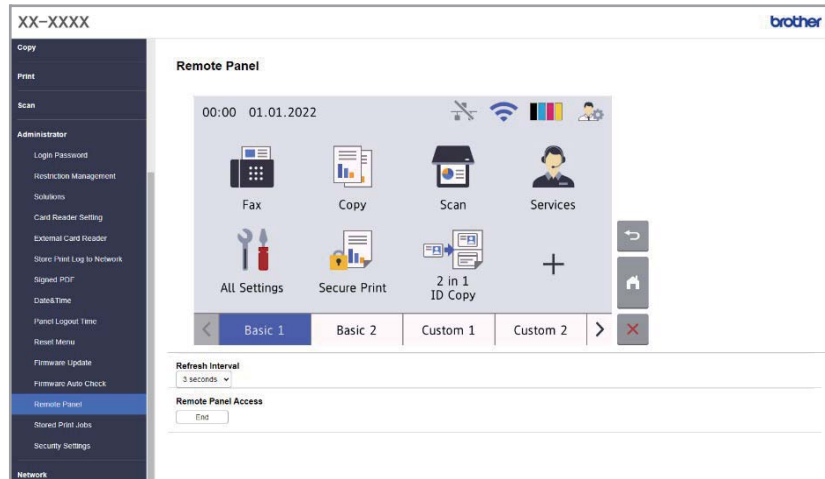 XX-XXXX
brother
Copy
Print
Scan
Administrator
Login Password
Restriction Management
Solutions
Card Reader Setting
External Card Reader
Store Print Log to Network
Signed PDF
Date&Time
Panel Logout Time
Reset Menu
Firmware Update
Firmware Auto Check
Remote Panel
Stored Print Jobs
Security Settings
Network
Remote Panel
00:00 01.01.2022
Fax Copy Scan Services
All Settings Secure Print 2 in 1
ID Copy
Basic 1 Basic 2 Custom 1 Custom 2
Refresh Interval
3 seconds
Remote Panel Access
End